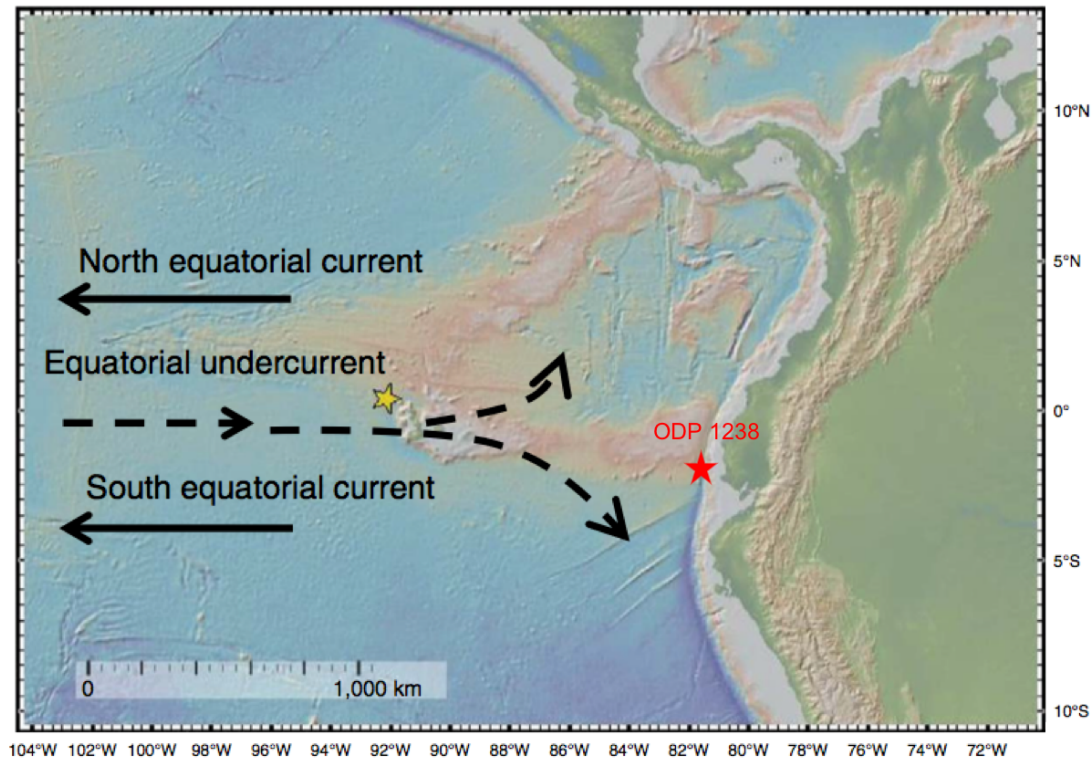 10°N
North equatorial current
5°N
Equatorial undercurrent
0°
ODP 1238
South equatorial current
5°S
0 1,000 km
10°S
104°W 102°W 100°W 98°W 96°W 94°W 92°W 90°W 88°W 86°W 84°W 82°W 80°W 78°W 76°W 74°W 72°W